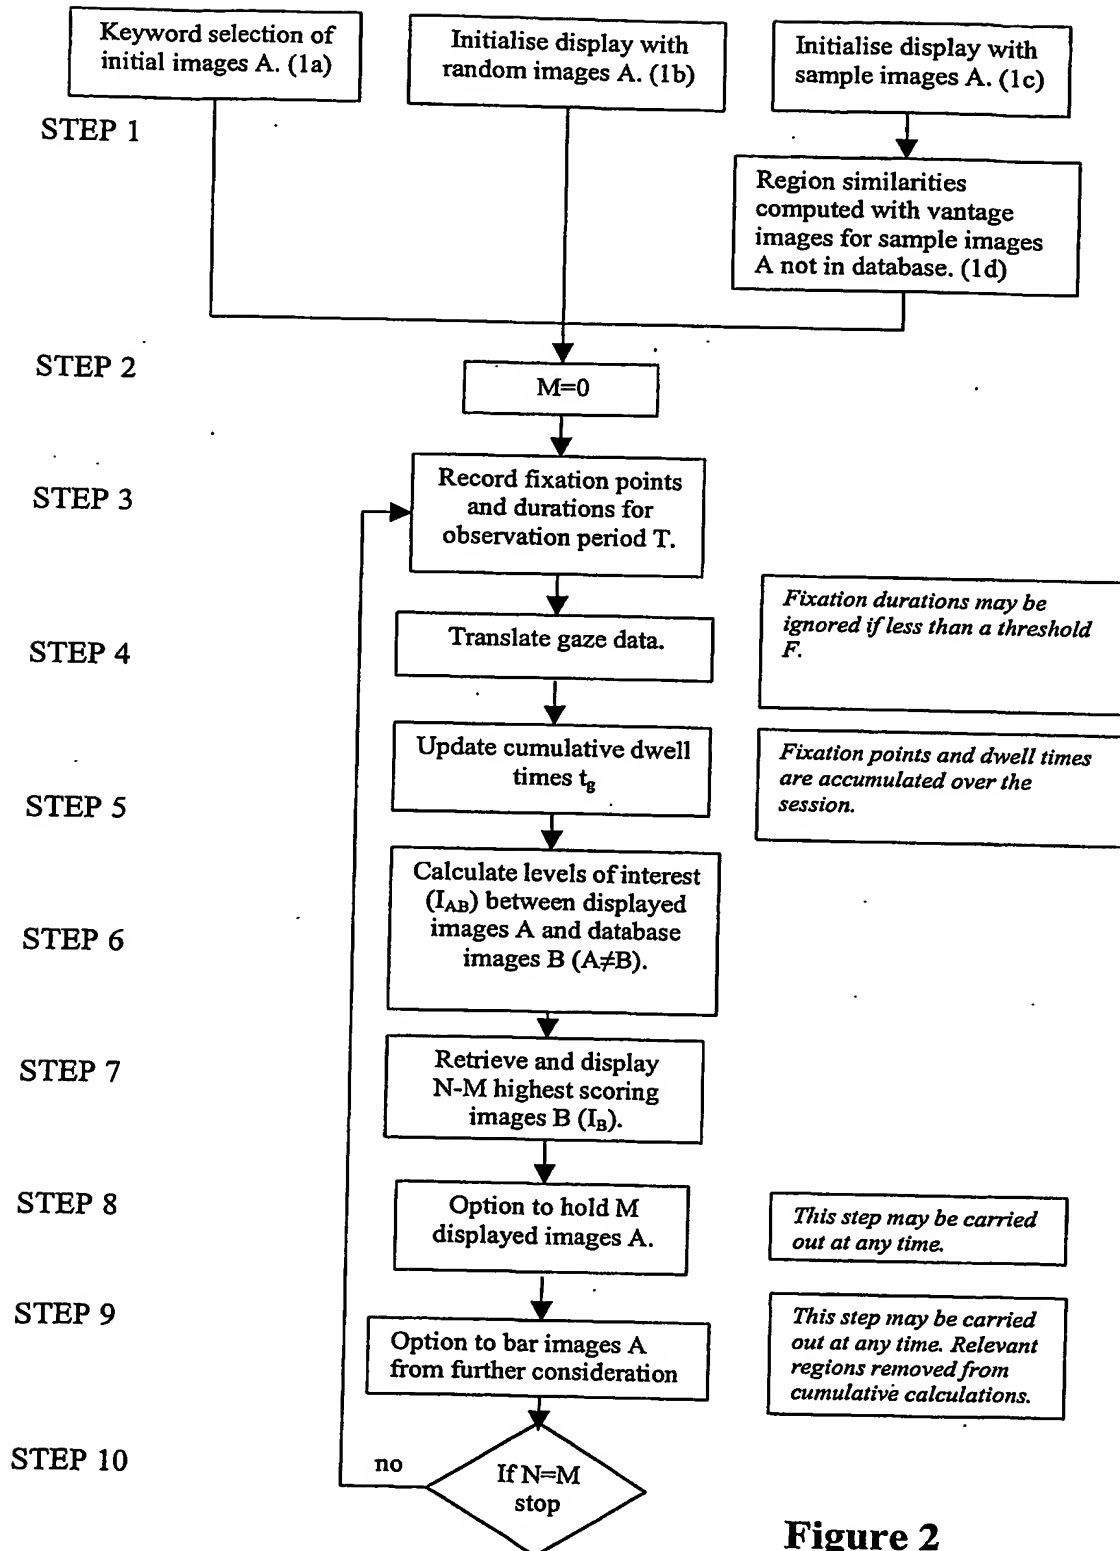 Keyword selection of
initial images A. (1a)
Initialise display with
random images A. (1b)
Initialise display with
sample images A. (1c)
STEP 1
Region similarities
computed with vantage
images for sample images
A not in database. (1d)
STEP 2
M=0
STEP 3
Record fixation points
and durations for
observation period T.
STEP 4
Translate gaze data.
Fixation durations may be
ignored if less than a threshold
F.
STEP 5
Update cumulative dwell
times tg
Fixation points and dwell times
are accumulated over the
session.
STEP 6
Calculate levels of interest
(IAB) between displayed
images A and database
images B (A≠B).
STEP 7
Retrieve and display
N-M highest scoring
images B (IB).
STEP 8
Option to hold M
displayed images A.
This step may be carried
out at any time.
STEP 9
Option to bar images A
from further consideration
This step may be carried
out at any time. Relevant
regions removed from
cumulative calculations.
STEP 10
no
If N=M
stop
Figure 2